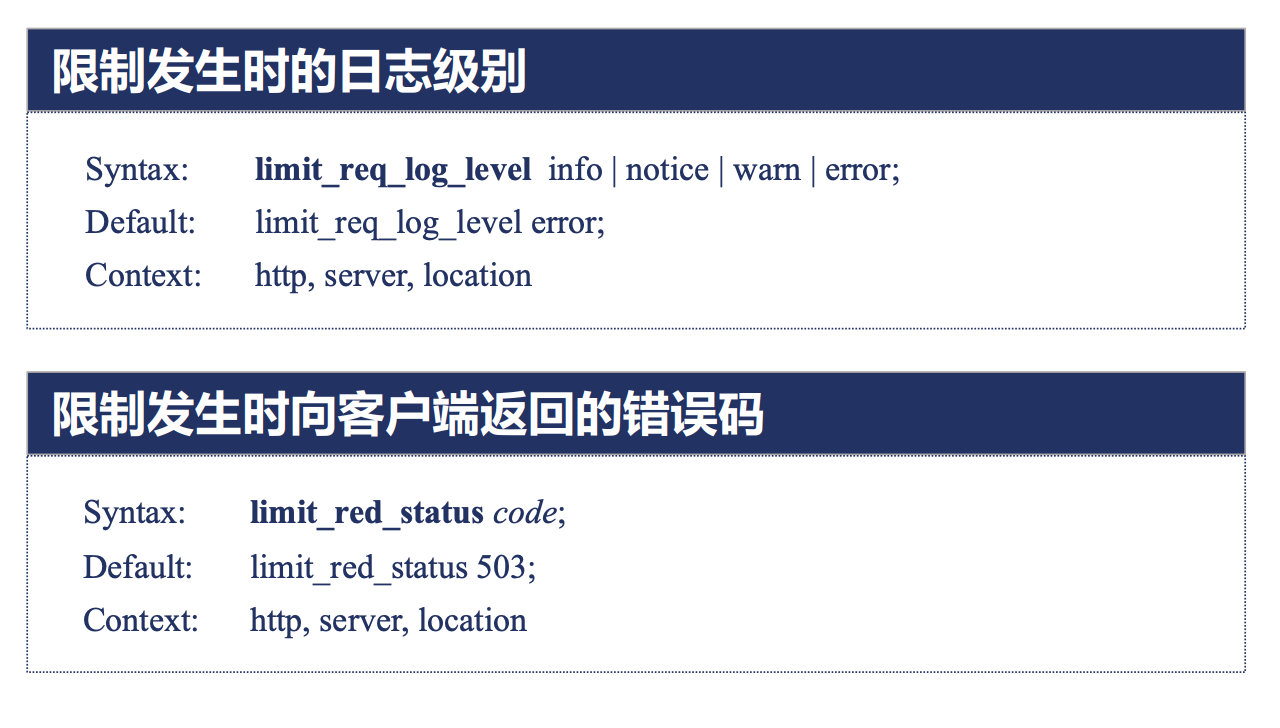 限制发生时的日志级别
Syntax: limit_req_log_level info | notice | warn | error;
Default: limit_req_log_level error;
Context: http, server, location
限制发生时向客户端返回的错误码
Syntax: limit_red_status code;
Default: limit_red_status 503;
Context: http, server, location